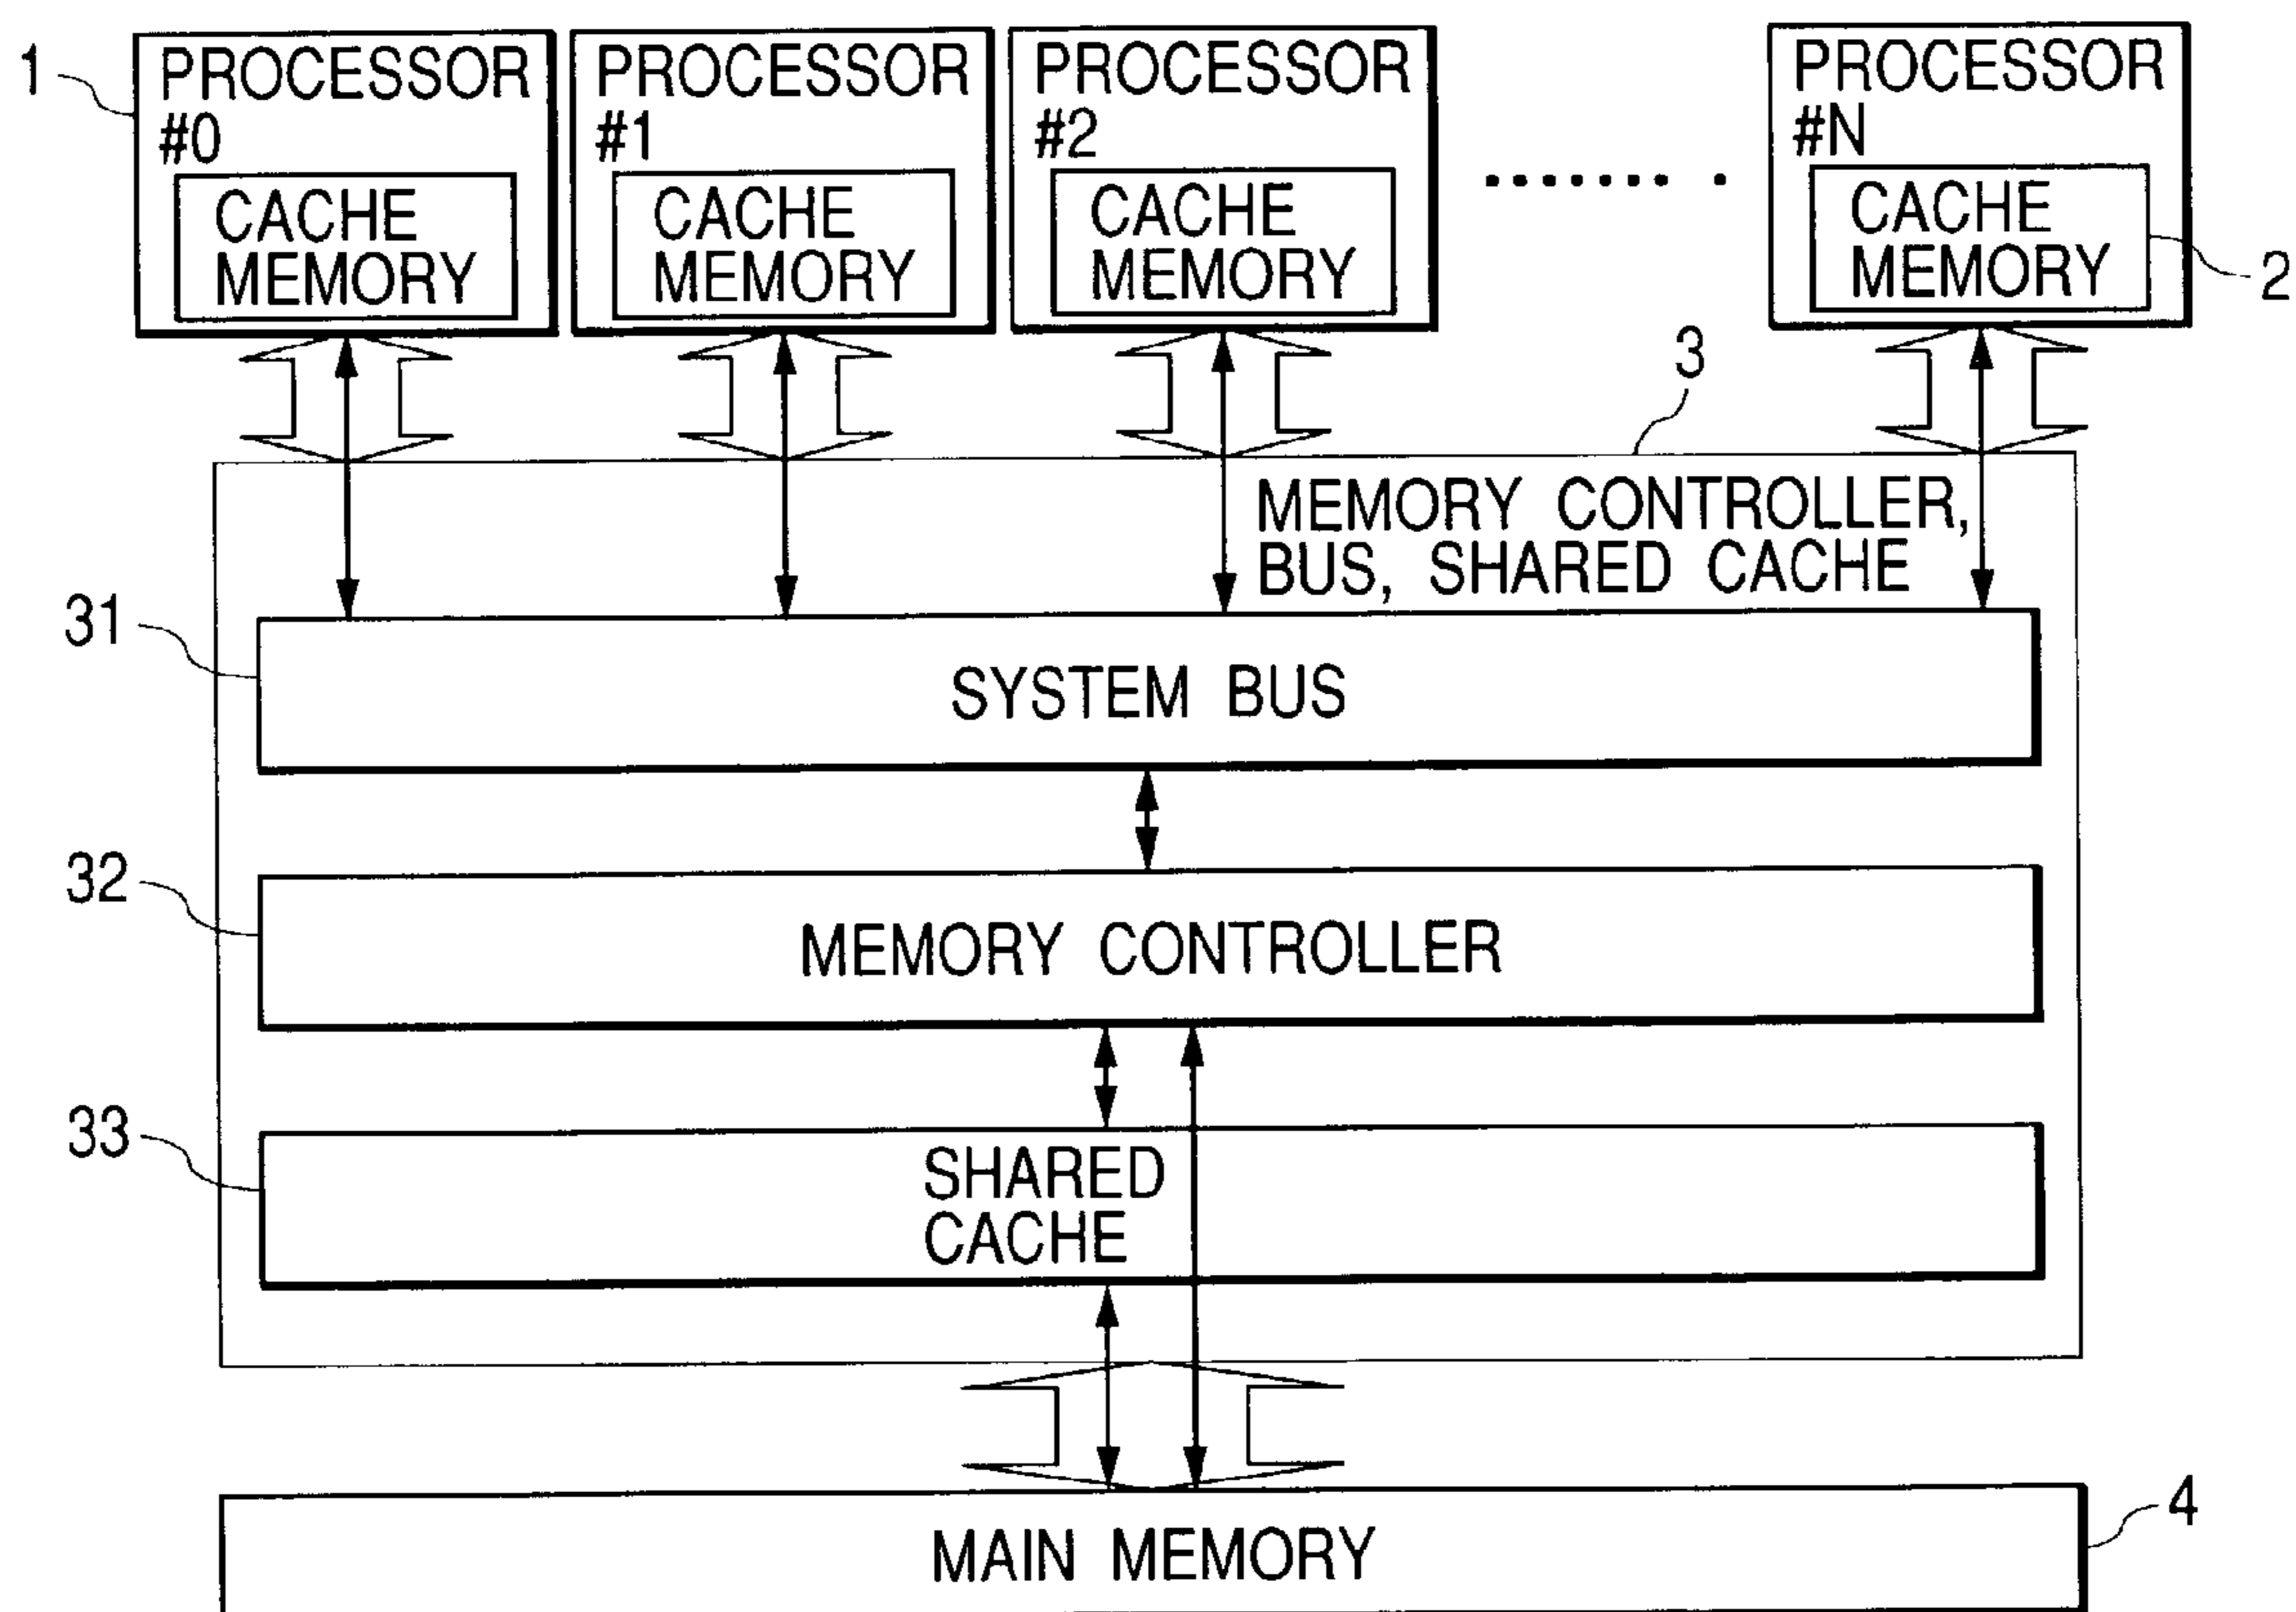 1
PROCESSOR
#0
CACHE
MEMORY
PROCESSOR
#1
CACHE
MEMORY
PROCESSOR
#2
CACHE
MEMORY
PROCESSOR
#N
CACHE
MEMORY
2
3
MEMORY CONTROLLER,
BUS, SHARED CACHE
31
SYSTEM BUS
32
MEMORY CONTROLLER
33
SHARED
CACHE
4
MAIN MEMORY